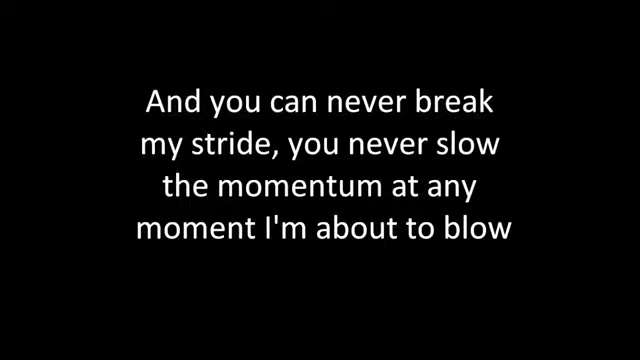 And you can never break
my stride, you never slow
the momentum at any
moment I'm about to blow